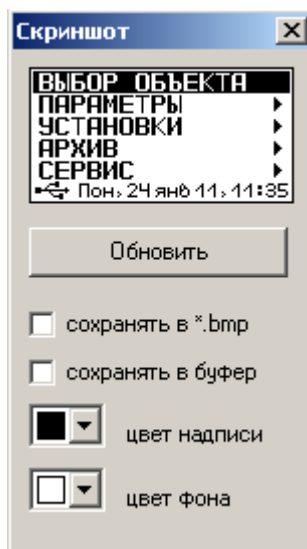 Скриншот
ВЫБОР ОБЪЕКТА
ПАРАМЕТРЫ
УСТАНОВКИ
АРХИВ
СЕРВИС
Пон, 24 янв 11, 11:35
Обновить
сохранять в *.bmp
сохранять в буфер
цвет надписи
цвет фона